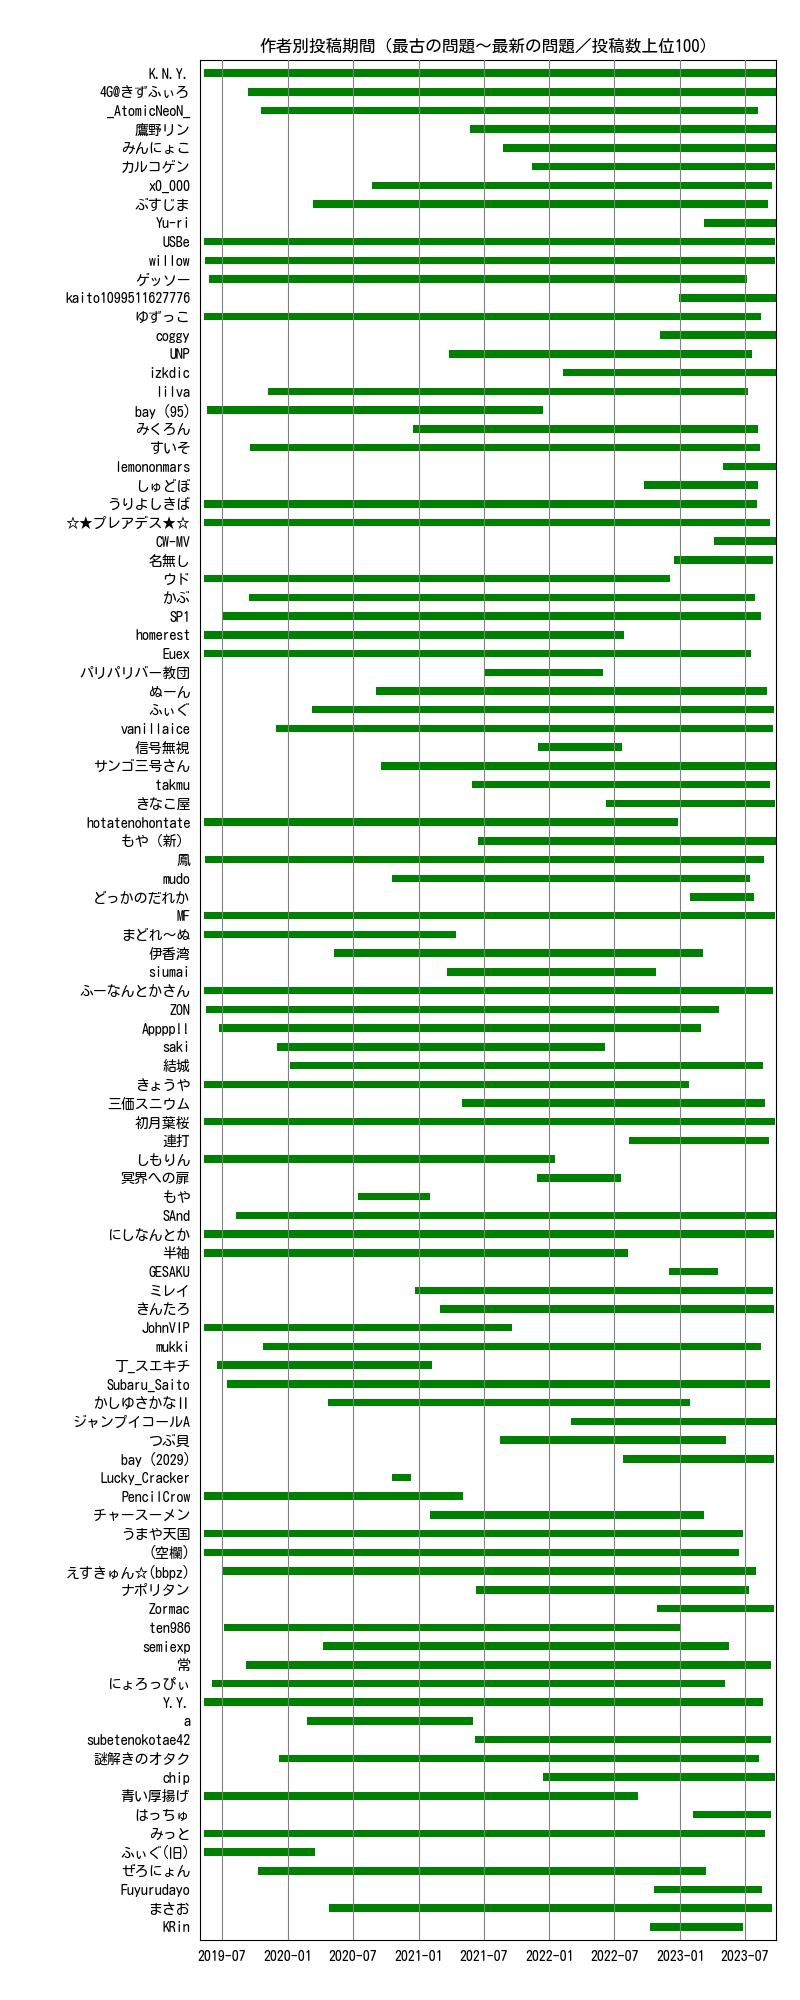 作者別投稿期間（最古の問題～最新の問題／投稿数上位100）
K.N.Y.
4G@きずふぃろ
_AtomicNeoN_
鷹野リン
みんにょこ
カルコゲン
x0_000
ぷすじま
Yu-ri
USBe
willow
ゲッソー
kaito1099511627776
ゆずっこ
coggy
UNP
izkdic
lilva
bay (95)
みくろん
すいそ
lemononmars
しゅどぼ
うりよしきば
☆★プレアデス★☆
CW-MV
名無し
ウド
かぶ
SP1
homerest
Euex
パリパリバー教団
ぬーん
ふぃぐ
vanillaice
信号無視
サンゴ三号さん
takmu
きなこ屋
hotatenohontate
もや（新）
鳳
mudo
どっかのだれか
MF
まどれ～ぬ
伊香湾
siumai
ふーなんとかさん
ZON
Appppll
saki
結城
きょうや
三価スニウム
初月葉桜
連打
しもりん
冥界への扉
もや
SAnd
にしなんとか
半袖
GESAKU
ミレイ
きんたろ
JohnVIP
mukki
丁_スエキチ
Subaru_Saito
かしゆさかなⅡ
ジャンプイコールA
つぶ貝
bay (2029)
Lucky_Cracker
PencilCrow
チャースーメン
うまや天国
(空欄)
えすきゅん☆(bbpz)
ナポリタン
Zormac
ten986
semiexp
常
にょろっぴぃ
Y.Y.
a
subetenokotae42
謎解きのオタク
chip
青い厚揚げ
はっちゅ
みっと
ふぃぐ(旧)
ぜろにょん
Fuyurudayo
まさお
KRin
2019-07 2020-01 2020-07 2021-01 2021-07 2022-01 2022-07 2023-01 2023-07